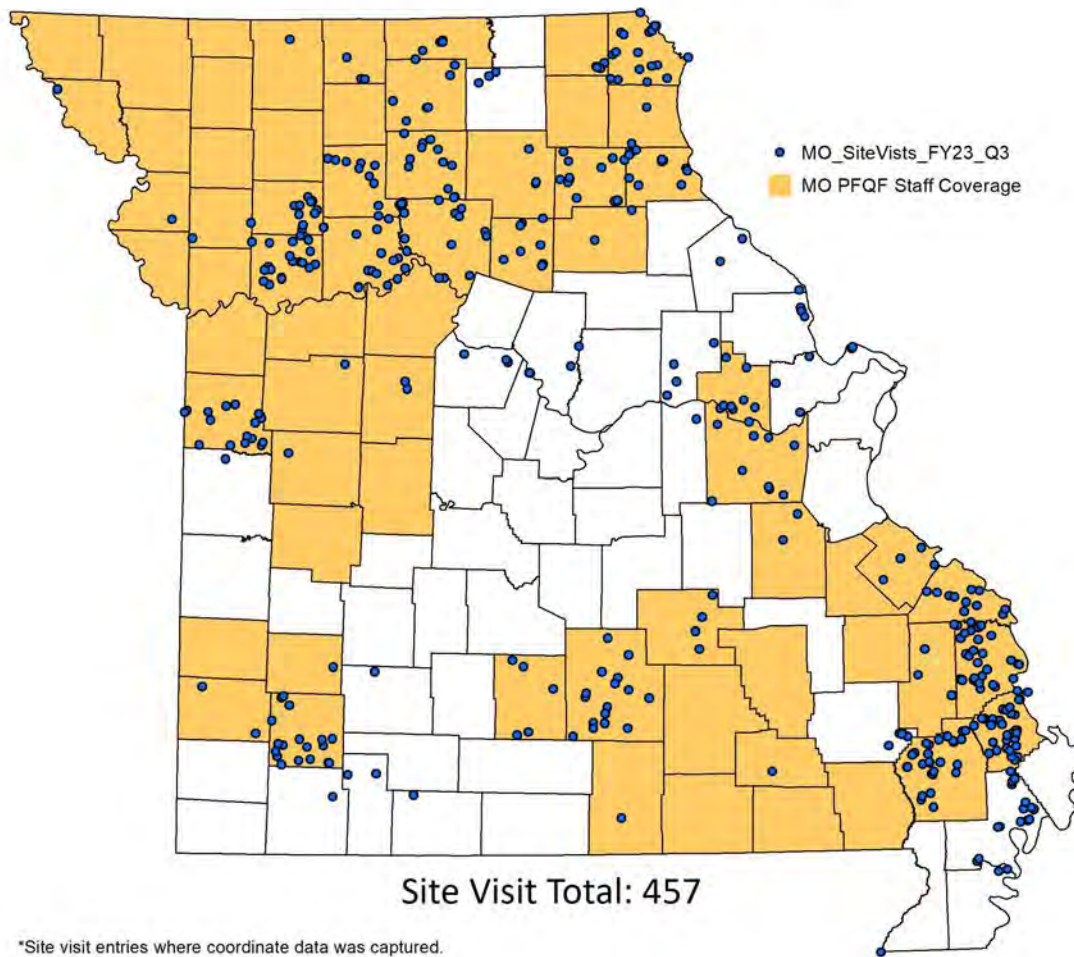 MO_SiteVists_FY23_Q3
MO PFQF Staff Coverage
Site Visit Total: 457
*Site visit entries where coordinate data was captured.